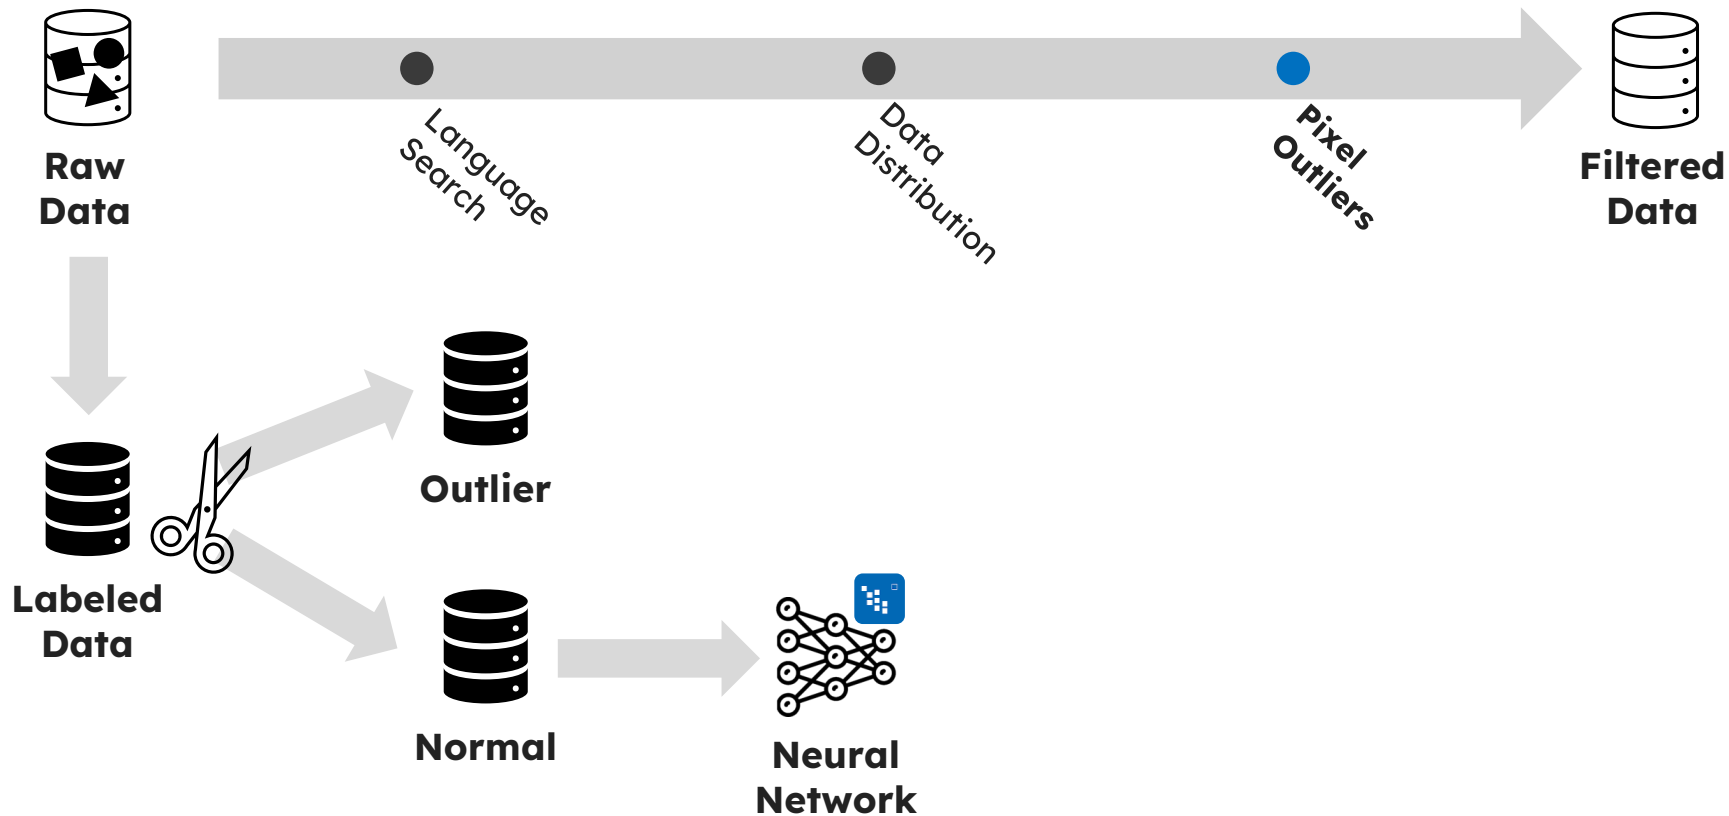 Raw
Data
Language
Search
Data
Distribution
Pixel
Outliers
Filtered
Data
Outlier
Labeled
Data
Normal
Neural
Network